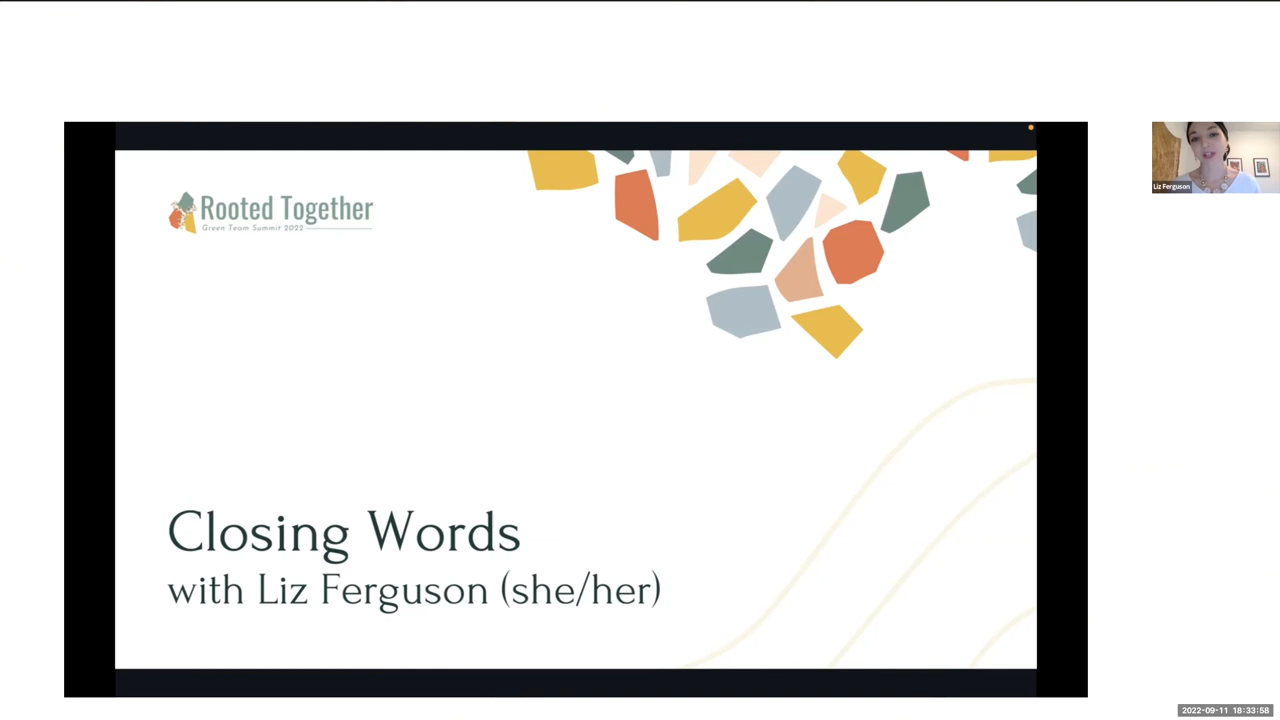 Rooted Together
Green Team Summit 2022
Liz Ferguson
Closing Words
with Liz Ferguson (she/her)
2022-09-11 18:33:58